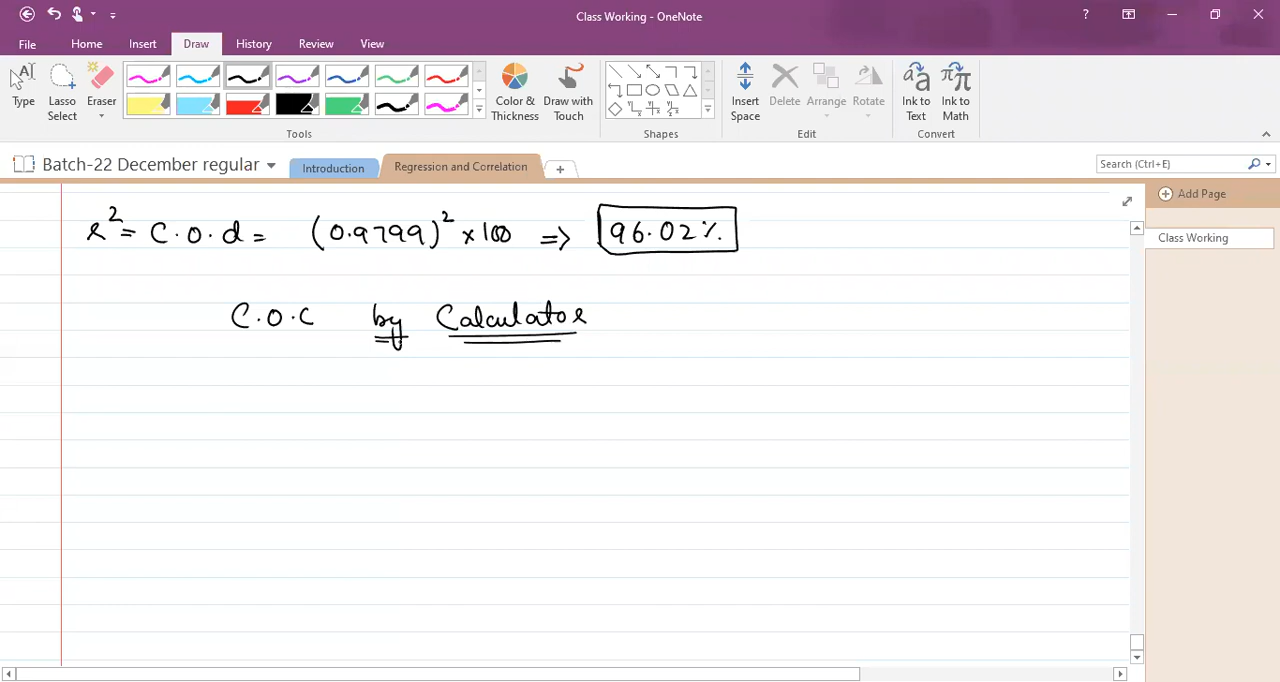 Class Working - OneNote
?
File Home Insert Draw History Review View
Type Lasso Select Eraser Color & Thickness Draw with Touch Insert Space Delete Arrange Rotate Ink to Text Ink to Math
Tools Shapes Edit Convert
Batch-22 December regular Introduction Regression and Correlation + Search (Ctrl+E)
Add Page
Class Working
r² = C.O.d = (0.9799)² × 100 ⇒ 96.02%.
C.O.C by Calculator